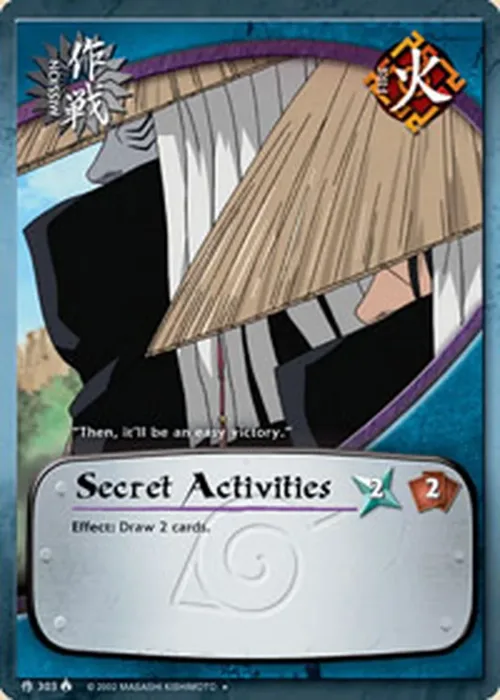 MISSION
作戦
FIRE
火
"Then, it'll be an easy victory."
Secret Activities 2 2
Effect: Draw 2 cards.
303 © 2002 MASASHI KISHIMOTO